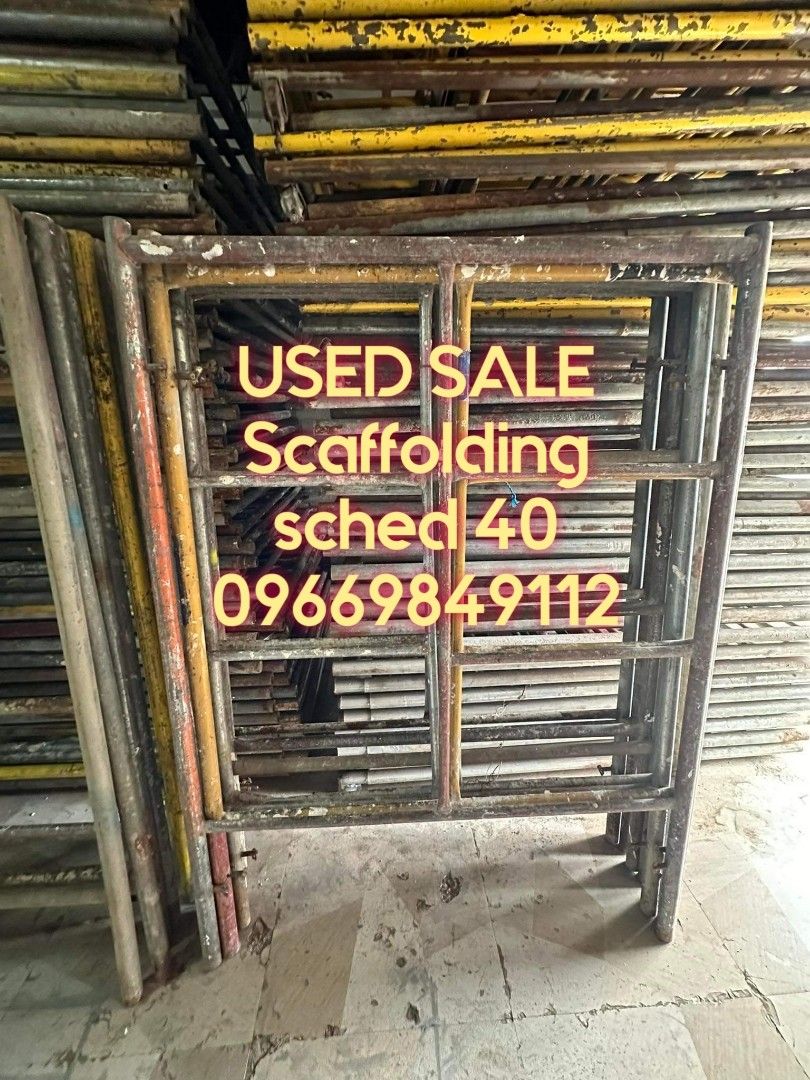 USED SALE
Scaffolding
sched 40
09669849112